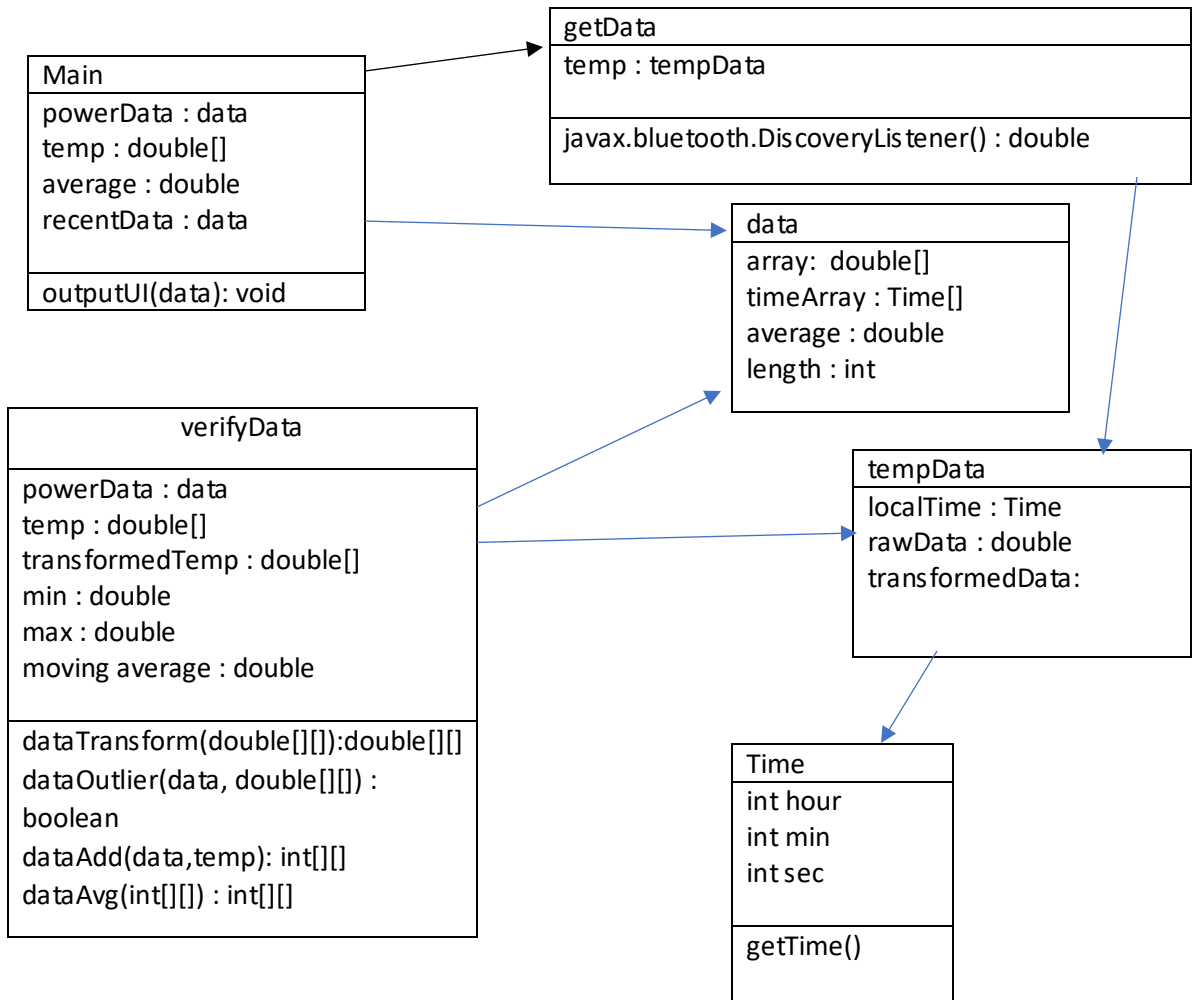 getData
temp : tempData
javax.bluetooth.DiscoveryListener() : double
Main
powerData : data
temp : double[]
average : double
recentData : data
outputUI(data): void
data
array:  double[]
timeArray : Time[]
average : double
length : int
verifyData
powerData : data
temp : double[]
transformedTemp : double[]
min : double
max : double
moving average : double
dataTransform(double[][]):double[][]
dataOutlier(data, double[][]) :
boolean
dataAdd(data,temp): int[][]
dataAvg(int[][]) : int[][]
tempData
localTime : Time
rawData : double
transformedData:
Time
int hour
int min
int sec
getTime()